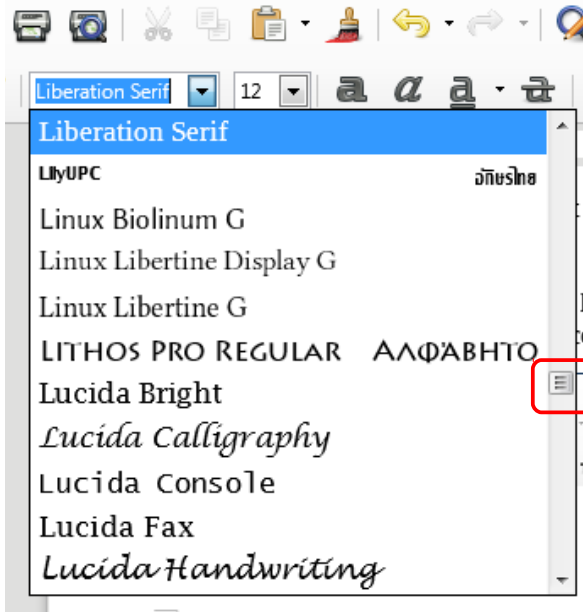 Liberation Serif 12 a a a
Liberation Serif
LilyUPC อักษรไทย
Linux Biolinum G
Linux Libertine Display G
Linux Libertine G
LITHOS PRO REGULAR ΑΛΦΆΒΗΤΟ
Lucida Bright
Lucida Calligraphy
Lucida Console
Lucida Fax
Lucida Handwriting